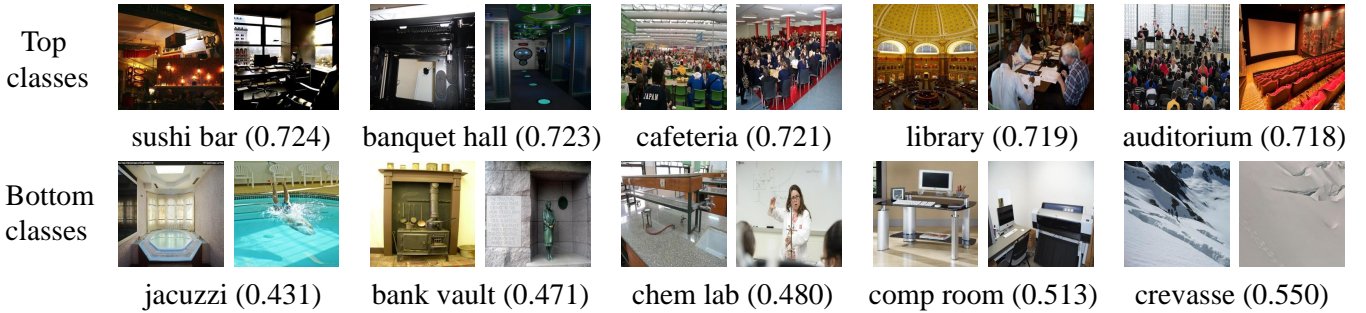 Top
classes
sushi bar (0.724) banquet hall (0.723) cafeteria (0.721) library (0.719) auditorium (0.718)
JAPAN
Bottom
classes
jacuzzi (0.431) bank vault (0.471) chem lab (0.480) comp room (0.513) crevasse (0.550)